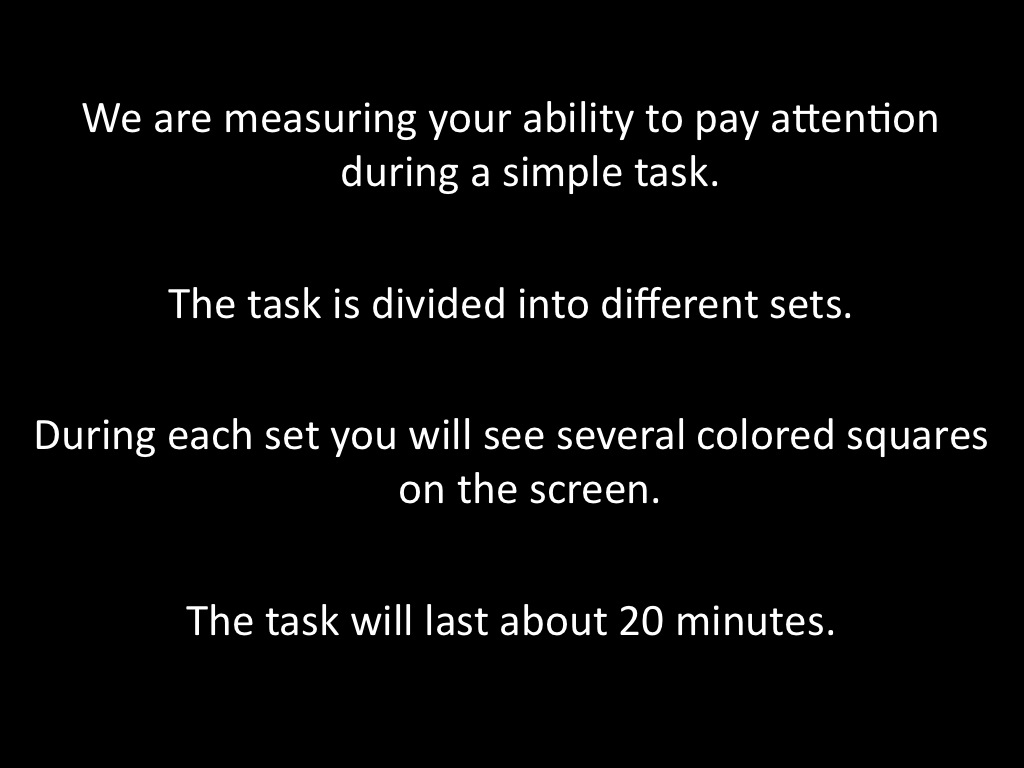 We are measuring your ability to pay attention
during a simple task.
The task is divided into different sets.
During each set you will see several colored squares
on the screen.
The task will last about 20 minutes.